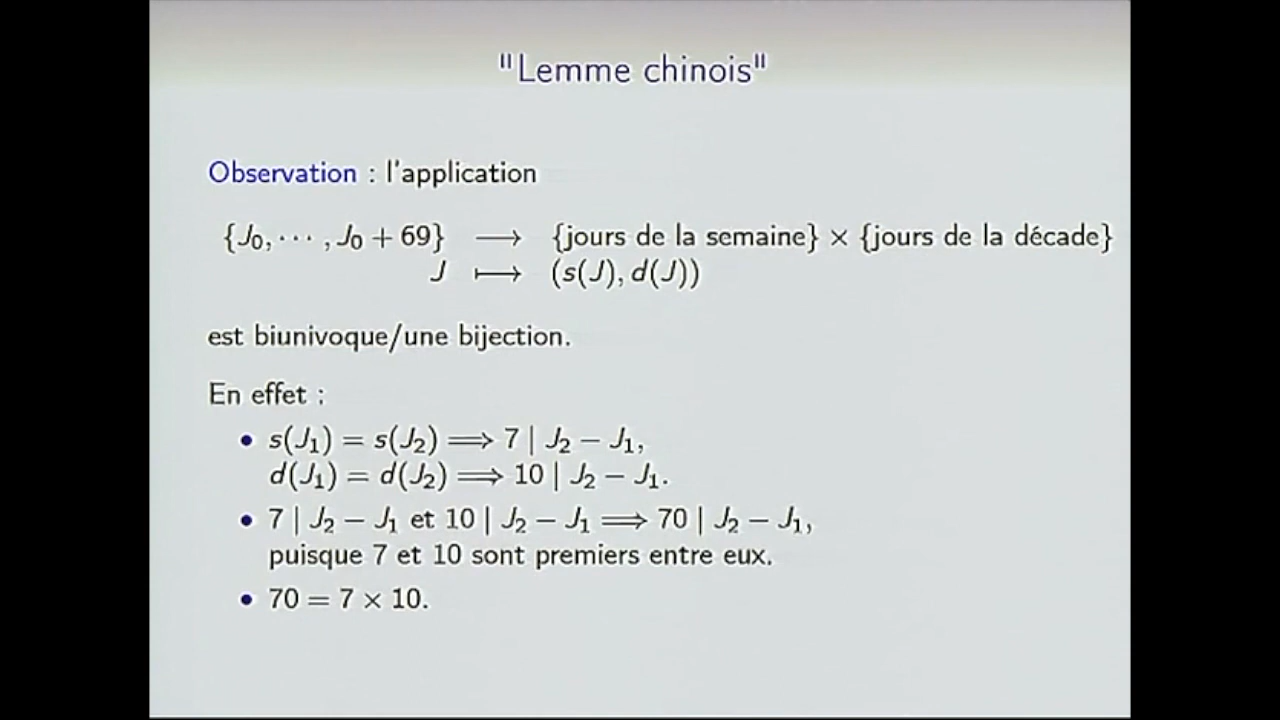 "Lemme chinois"
Observation : l'application
{J₀, ··· , J₀ + 69} ⟶ {jours de la semaine} × {jours de la décade}
J ⟼ (s(J), d(J))
est biunivoque/une bijection.
En effet :
• s(J₁) = s(J₂) ⟹ 7 | J₂ − J₁,
d(J₁) = d(J₂) ⟹ 10 | J₂ − J₁.
• 7 | J₂ − J₁ et 10 | J₂ − J₁ ⟹ 70 | J₂ − J₁,
puisque 7 et 10 sont premiers entre eux.
• 70 = 7 × 10.